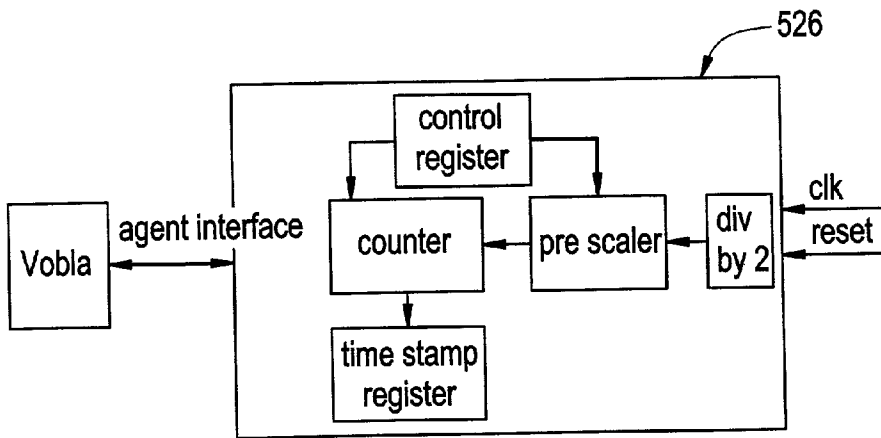 526
control
register
clk
reset
agent interface
Vobla
counter
pre scaler
div
by 2
time stamp
register